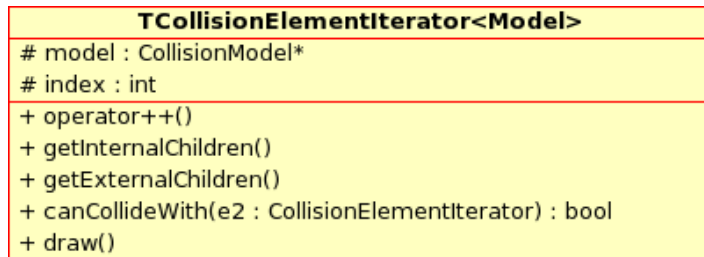 TCollisionElementIterator<Model>
# model : CollisionModel*
# index : int
+ operator++()
+ getInternalChildren()
+ getExternalChildren()
+ canCollideWith(e2 : CollisionElementIterator) : bool
+ draw()